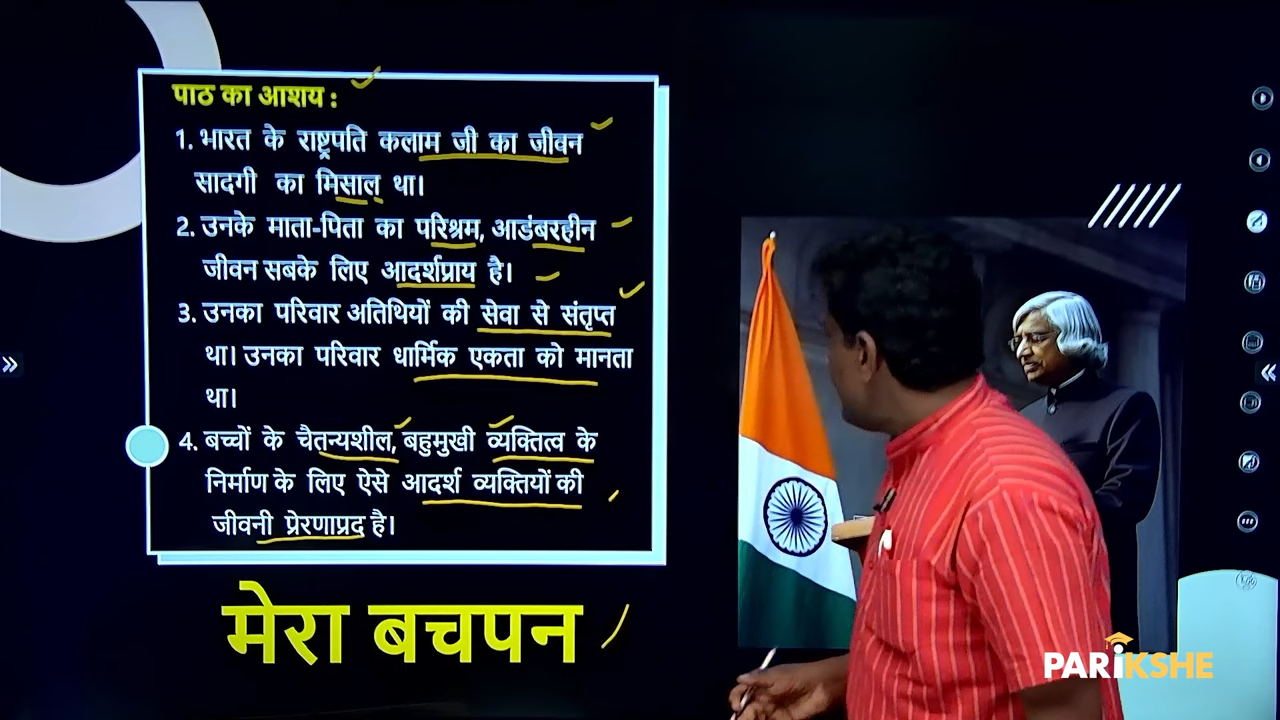 पाठ का आशय :
1. भारत के राष्ट्रपति कलाम जी का जीवन
सादगी का मिसाल था।
2. उनके माता-पिता का परिश्रम, आडंबरहीन
जीवन सबके लिए आदर्शप्राय है।
3. उनका परिवार अतिथियों की सेवा से संतृप्त
था। उनका परिवार धार्मिक एकता को मानता
था।
4. बच्चों के चैतन्यशील, बहुमुखी व्यक्तित्व के
निर्माण के लिए ऐसे आदर्श व्यक्तियों की
जीवनी प्रेरणाप्रद है।
मेरा बचपन
PARIKSHE